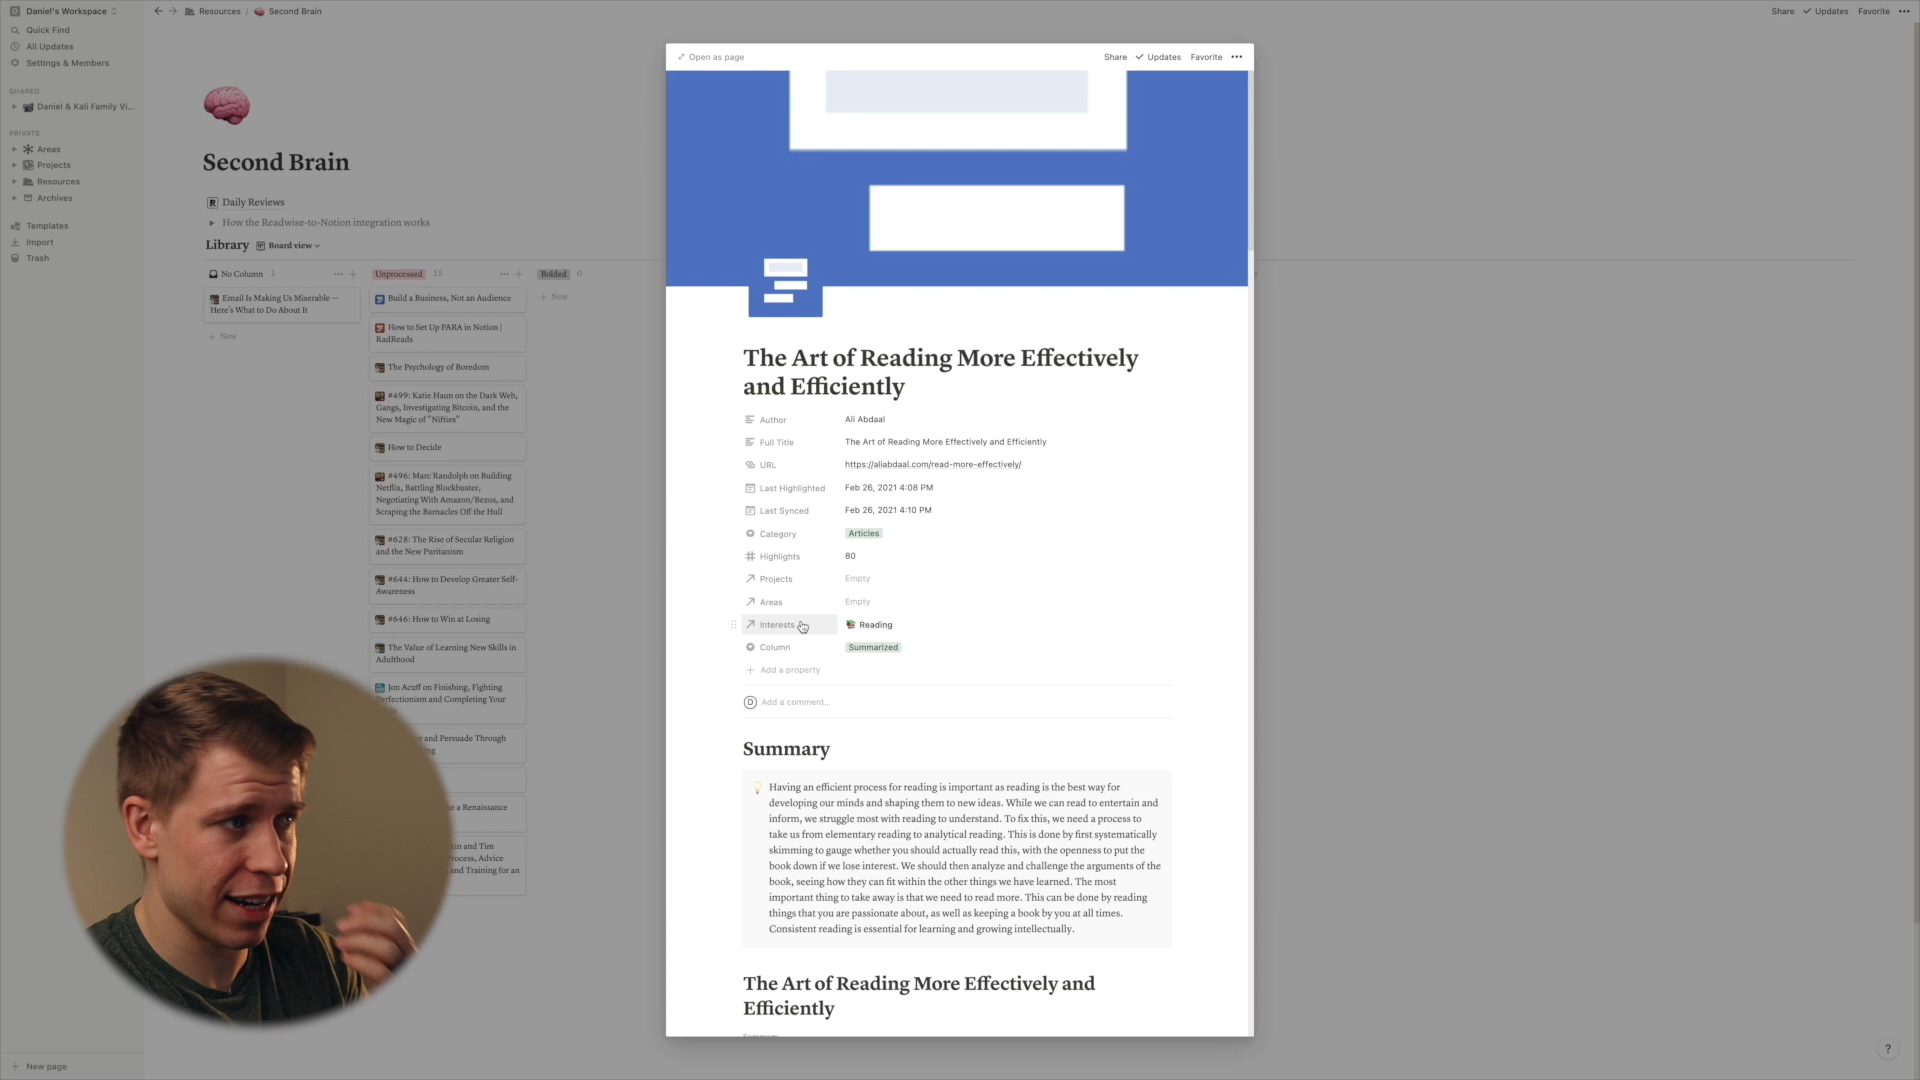 Daniel's Workspace
Quick Find
All Updates
Settings & Members
SHARED
Daniel & Kali Family Vi...
PRIVATE
Areas
Projects
Resources
Archives
Templates
Import
Trash
New page
Resources / Second Brain
Share Updates Favorite
Second Brain
Daily Reviews
How the Readwise-to-Notion integration works
Library Board view
No Column 1
Email Is Making Us Miserable —
Here's What to Do About It
+ New
Unprocessed 15
Build a Business, Not an Audience
How to Set Up PARA in Notion |
RadReads
The Psychology of Boredom
#499: Katie Haun on the Dark Web,
Gangs, Investigating Bitcoin, and the
New Magic of "Nifties"
How to Decide
#496: Marc Randolph on Building
Netflix, Battling Blockbuster,
Negotiating With Amazon/Bezos, and
Scraping the Barnacles Off the Hull
#628: The Rise of Secular Religion
and the New Puritanism
#644: How to Develop Greater Self-
Awareness
#646: How to Win at Losing
The Value of Learning New Skills in
Adulthood
Jon Acuff on Finishing, Fighting
Perfectionism and Completing Your
and Persuade Through
a Renaissance
and Tim
Advice
and Training for an
Bolded 0
+ New
Open as page
Share Updates Favorite
The Art of Reading More Effectively
and Efficiently
Author Ali Abdaal
Full Title The Art of Reading More Effectively and Efficiently
URL https://aliabdaal.com/read-more-effectively/
Last Highlighted Feb 26, 2021 4:08 PM
Last Synced Feb 26, 2021 4:10 PM
Category Articles
Highlights 80
Projects Empty
Areas Empty
Interests Reading
Column Summarized
+ Add a property
D Add a comment...
Summary
Having an efficient process for reading is important as reading is the best way for
developing our minds and shaping them to new ideas. While we can read to entertain and
inform, we struggle most with reading to understand. To fix this, we need a process to
take us from elementary reading to analytical reading. This is done by first systematically
skimming to gauge whether you should actually read this, with the openness to put the
book down if we lose interest. We should then analyze and challenge the arguments of the
book, seeing how they can fit within the other things we have learned. The most
important thing to take away is that we need to read more. This can be done by reading
things that you are passionate about, as well as keeping a book by you at all times.
Consistent reading is essential for learning and growing intellectually.
The Art of Reading More Effectively and
Efficiently
?